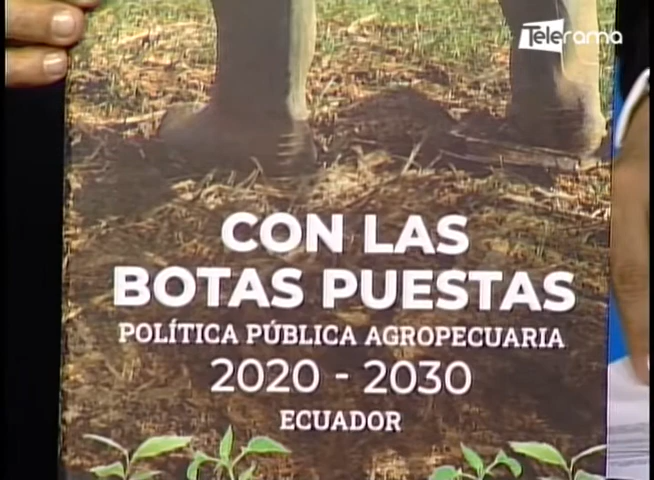 Telerama
CON LAS
BOTAS PUESTAS
POLÍTICA PÚBLICA AGROPECUARIA
2020 - 2030
ECUADOR